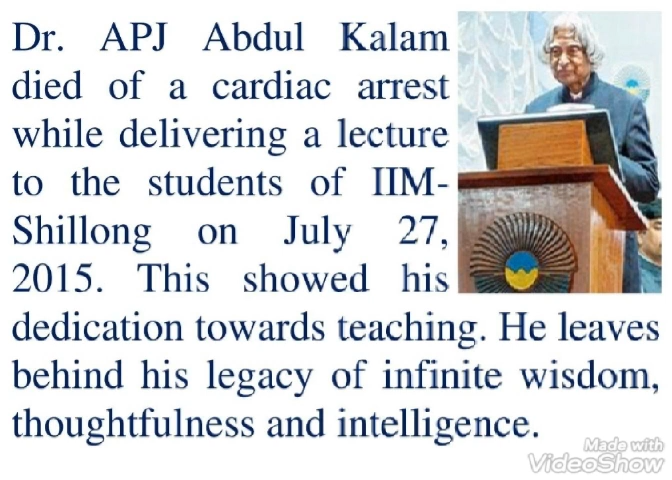 Dr. APJ Abdul Kalam
died of a cardiac arrest
while delivering a lecture
to the students of IIM-
Shillong on July 27,
2015. This showed his
dedication towards teaching. He leaves
behind his legacy of infinite wisdom,
thoughtfulness and intelligence.
Made with
VideoShow